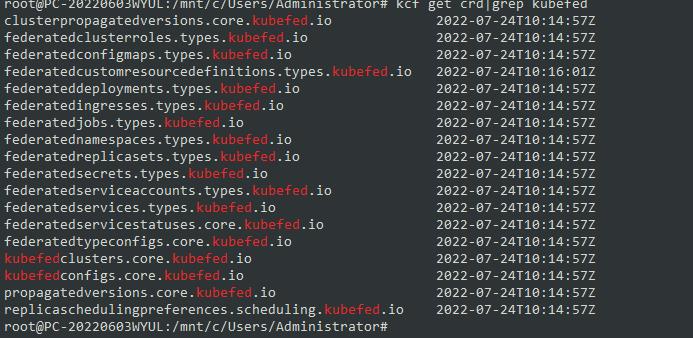 root@PC-20220603WYUL:/mnt/c/Users/Administrator# kcf get crd|grep kubefed
clusterpropagatedversions.core.kubefed.io 2022-07-24T10:14:57Z
federatedclusterroles.types.kubefed.io 2022-07-24T10:14:57Z
federatedconfigmaps.types.kubefed.io 2022-07-24T10:14:57Z
federatedcustomresourcedefinitions.types.kubefed.io 2022-07-24T10:16:01Z
federateddeployments.types.kubefed.io 2022-07-24T10:14:57Z
federatedingresses.types.kubefed.io 2022-07-24T10:14:57Z
federatedjobs.types.kubefed.io 2022-07-24T10:14:57Z
federatednamespaces.types.kubefed.io 2022-07-24T10:14:57Z
federatedreplicasets.types.kubefed.io 2022-07-24T10:14:57Z
federatedsecrets.types.kubefed.io 2022-07-24T10:14:57Z
federatedserviceaccounts.types.kubefed.io 2022-07-24T10:14:57Z
federatedservices.types.kubefed.io 2022-07-24T10:14:57Z
federatedservicestatuses.core.kubefed.io 2022-07-24T10:14:57Z
federatedtypeconfigs.core.kubefed.io 2022-07-24T10:14:57Z
kubefedclusters.core.kubefed.io 2022-07-24T10:14:57Z
kubefedconfigs.core.kubefed.io 2022-07-24T10:14:57Z
propagatedversions.core.kubefed.io 2022-07-24T10:14:57Z
replicaschedulingpreferences.scheduling.kubefed.io 2022-07-24T10:14:57Z
root@PC-20220603WYUL:/mnt/c/Users/Administrator#